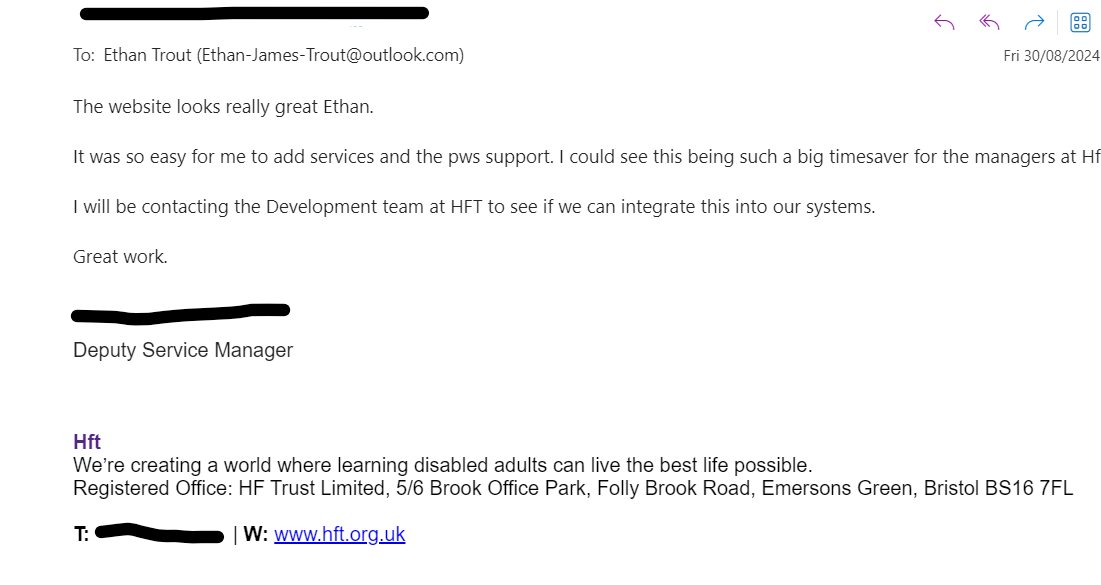 To: Ethan Trout (Ethan-James-Trout@outlook.com)
Fri 30/08/2024
The website looks really great Ethan.
It was so easy for me to add services and the pws support. I could see this being such a big timesaver for the managers at Hf
I will be contacting the Development team at HFT to see if we can integrate this into our systems.
Great work.
Deputy Service Manager
Hft
We’re creating a world where learning disabled adults can live the best life possible.
Registered Office: HF Trust Limited, 5/6 Brook Office Park, Folly Brook Road, Emersons Green, Bristol BS16 7FL
T: | W: www.hft.org.uk